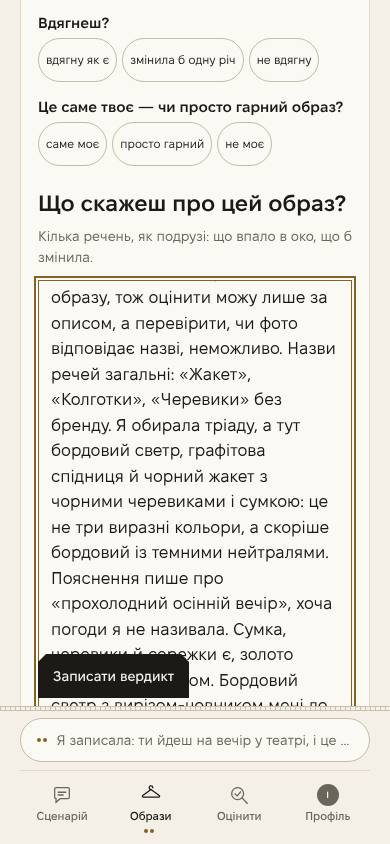 Вдягнеш?
вдягну як є
змінила б одну річ
не вдягну
Це саме твоє — чи просто гарний образ?
саме моє
просто гарний
не моє
Що скажеш про цей образ?
Кілька речень, як подрузі: що впало в око, що б
змінила.
образу, тож оцінити можу лише за
описом, а перевірити, чи фото
відповідає назві, неможливо. Назви
речей загальні: «Жакет»,
«Колготки», «Черевики» без
бренду. Я обирала тріаду, а тут
бордовий светр, графітова
спідниця й чорний жакет з
чорними черевиками і сумкою: це
не три виразні кольори, а скоріше
бордовий із темними нейтралями.
Пояснення пише про
«прохолодний осінній вечір», хоча
погоди я не називала. Сумка,
черевики й сережки є, золото
Записати вердикт
Бордовий
светр з вирізом-човником мені до
Я записала: ти йдеш на вечір у театрі, і це ...
Сценарій
Образи
Оцінити
І
Профіль